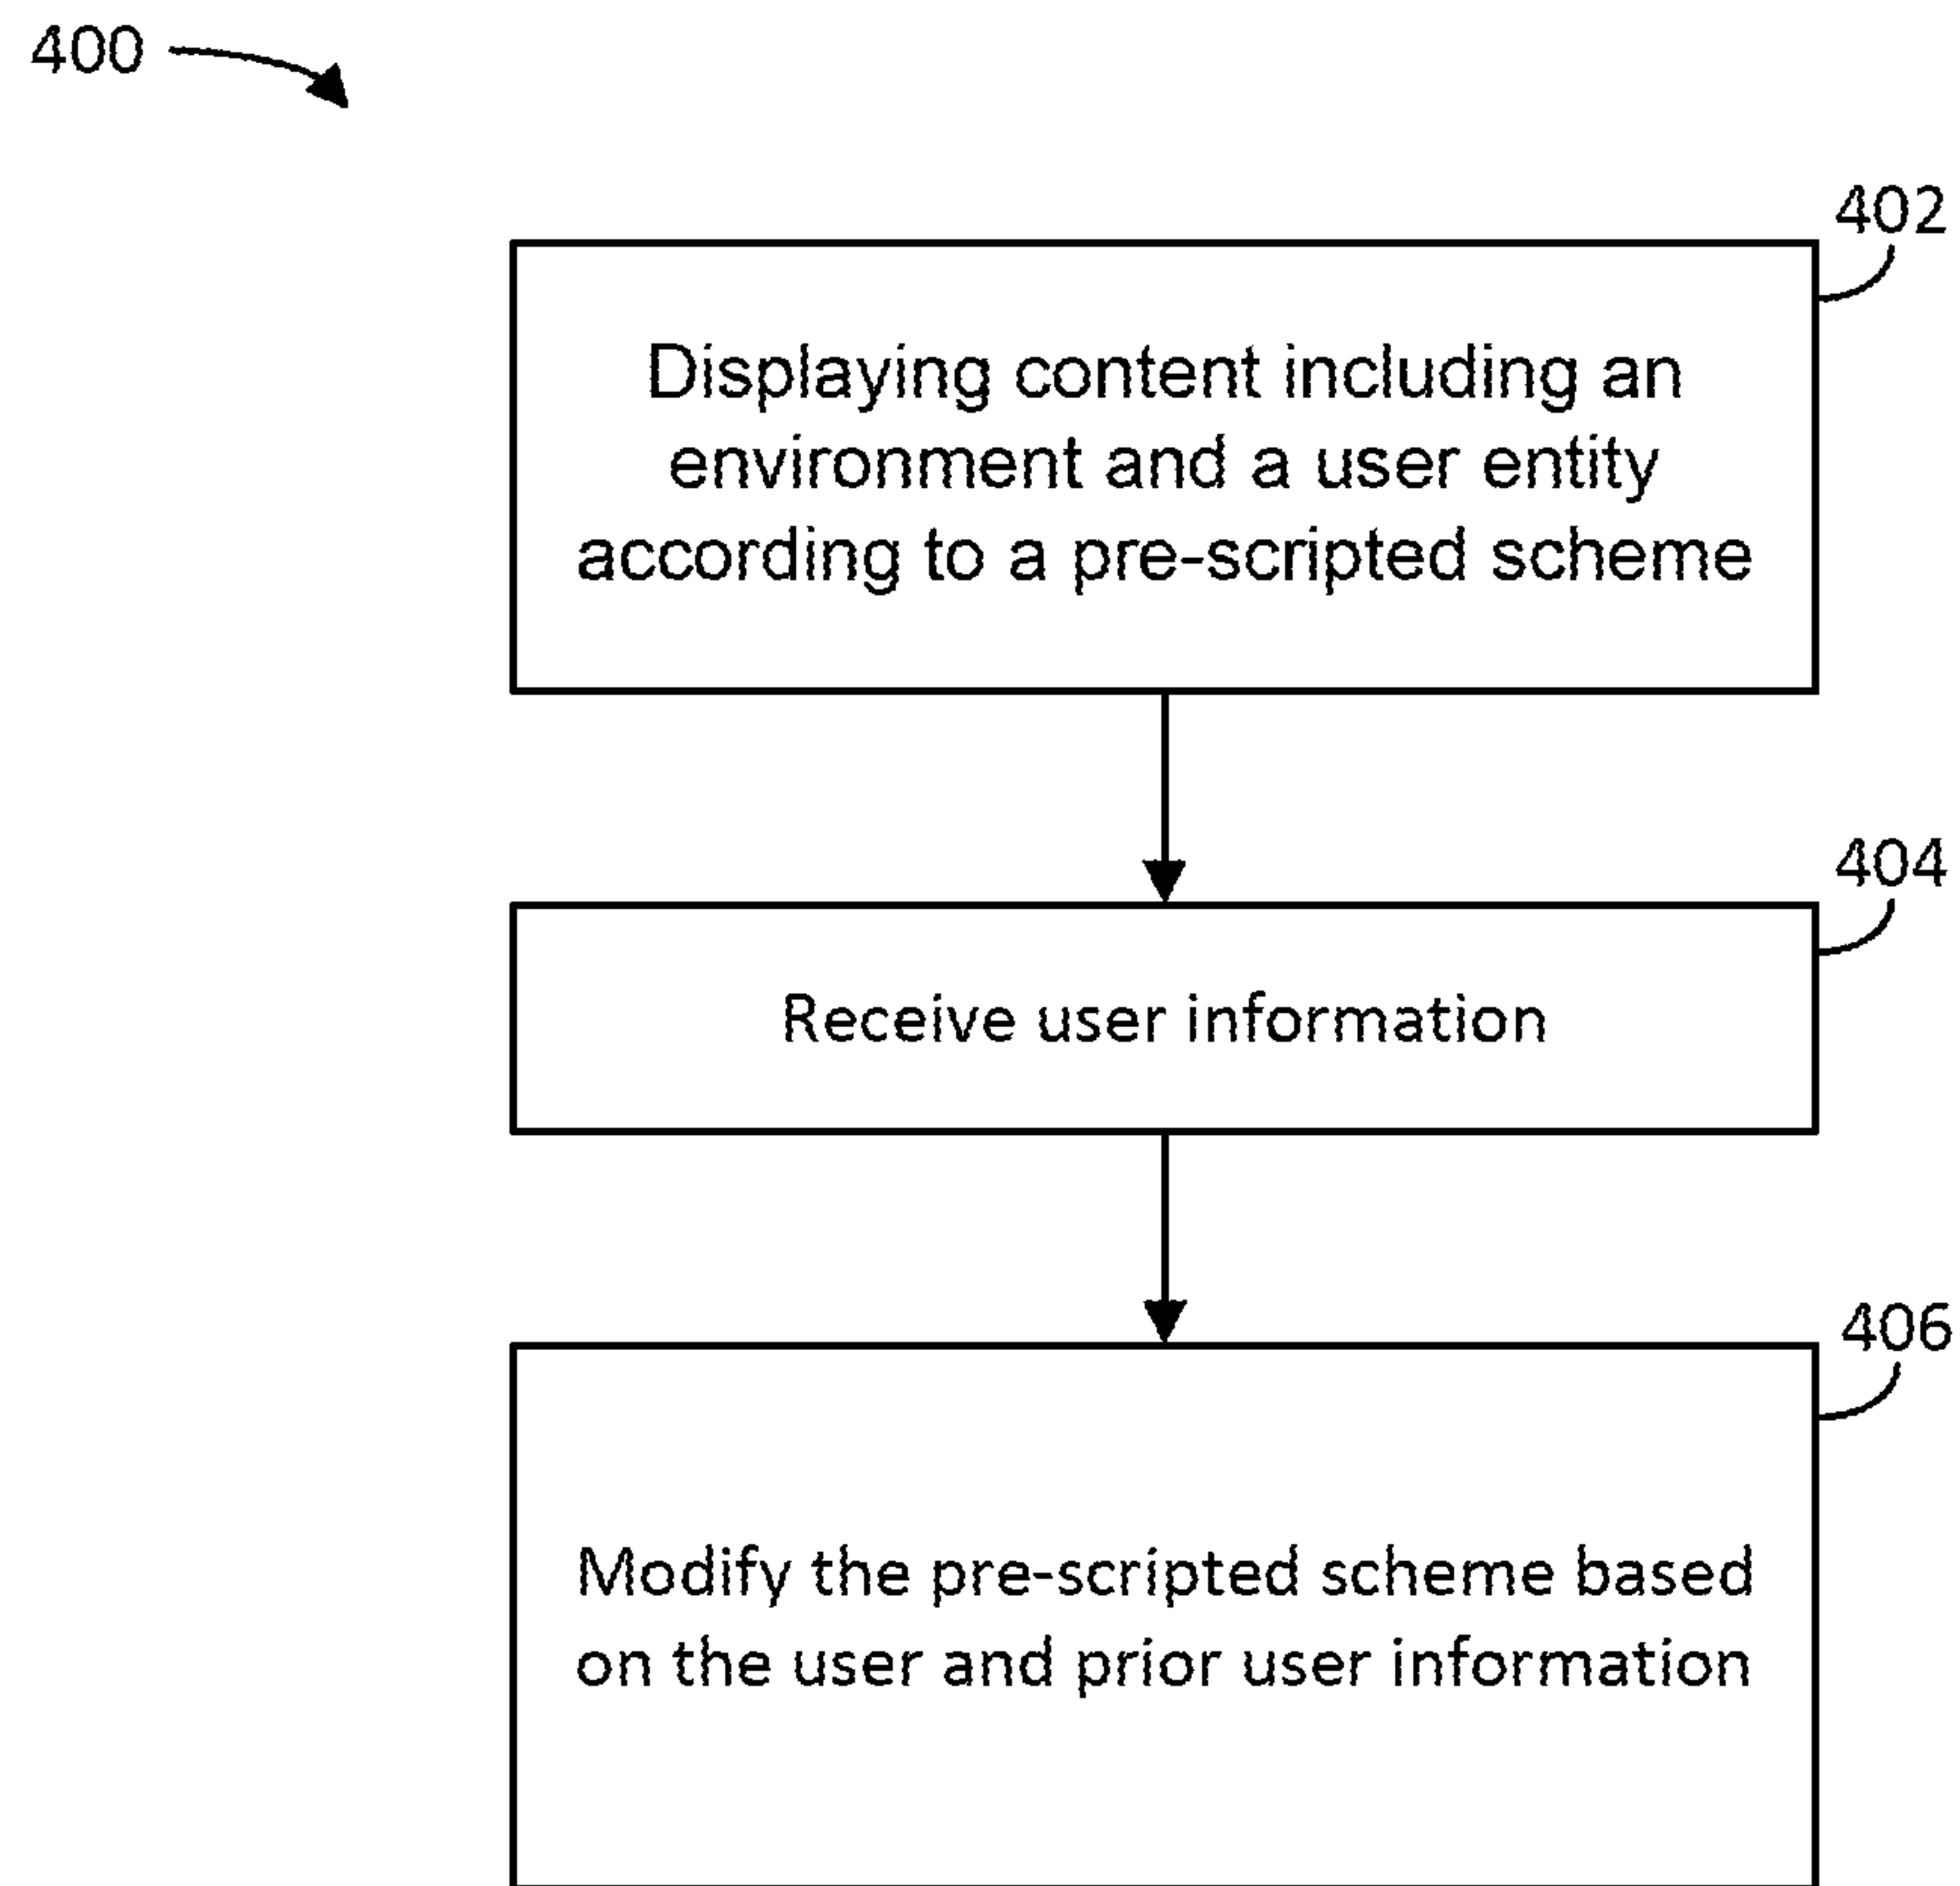 400
402
Displaying content including an
environment and a user entity
according to a pre-scripted scheme
404
Receive user information
406
Modify the pre-scripted scheme based
on the user and prior user information